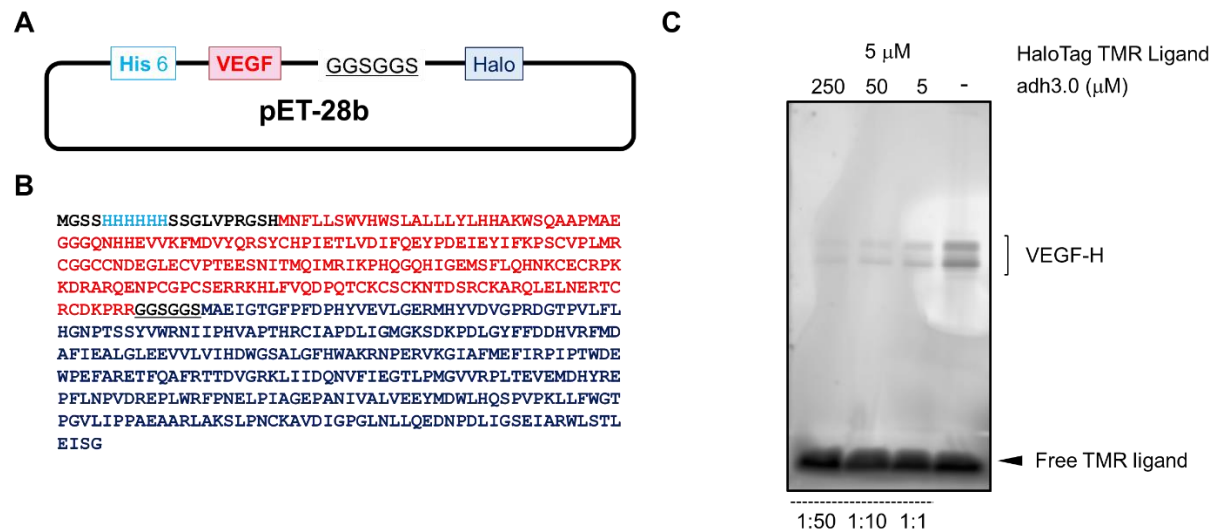 A
His 6 VEGF GGSGGS Halo
pET-28b
B
MGSSHHHHHHSSGLVPRGSHMNFLLSWVHWSLALLLYLHHAKWSQAAPMAE
GGGQNHHEVVKFMDVYQRSYCHPIETLVDIFQEYPDEIEYIFKPSCVPLMR
CGGCCNDEGLECVPTEESNITMQIMRIKPHQGQHIGEMSFLQHNKCECRPK
KDRARQENPCGPCSERRKHLFVQDPQTCKCSCKNTDSRCKARQLELNERTC
RCDKPRRGGSGGSMAEIGTGFPFDPHYVEVLGERMHYVDVGPRDGTPVLFL
HGNPTSSYVWRNIIPHVAPTHRCIAPDLIGMGKSDKPDLGYFFDDHVRFMD
AFIEALGLEEVVLVIHDWGSALGFHWAKRNPERVKGIAFMEFIRPIPTWDE
WPEFARETFQAFRTTDVGRKLIIDQNVFIEGTLPMGVVRPLTEVEMDHYRE
PFLNPVDREPLWRFPNELPIAGEPANIVALVEEYMDWLHQSPVPKLLFWGT
PGVLIPPAEAARLAKSLPNCKAVDIGPGLNLLQEDNPDLIGSEIARWLSTL
EISG
C
5 μM HaloTag TMR Ligand
250 50 5 - adh3.0 (μM)
VEGF-H
Free TMR ligand
1:50 1:10 1:1